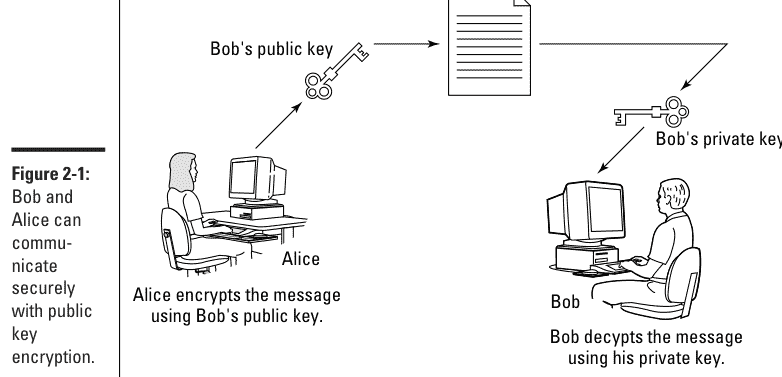 Bob's public key
Bob's private key
Figure 2-1:
Bob and
Alice can
commu-
nicate
securely
with public
key
encryption.
Alice
Alice encrypts the message
using Bob's public key.
Bob
Bob decypts the message
using his private key.